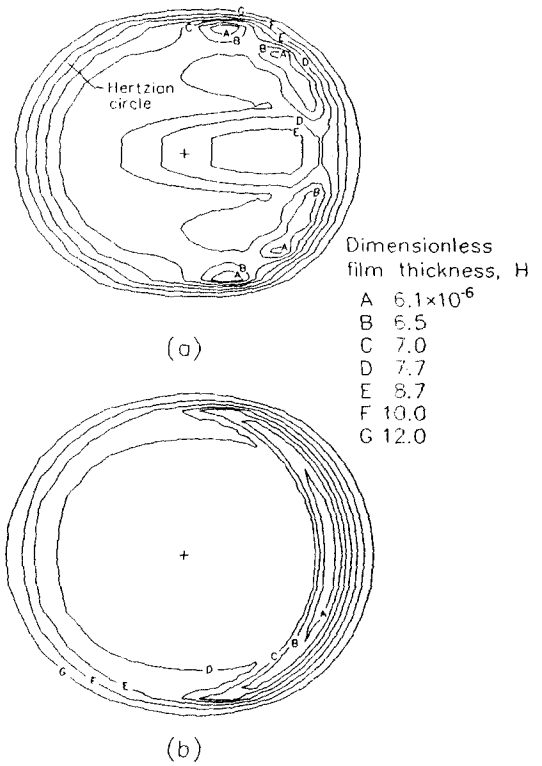 G
C
F
A
E
B
B
A
D
Hertzian
circle
D
E
B
A
B
A
Dimensionless
film thickness, H
A 6.1×10⁻⁶
B 6.5
C 7.0
D 7.7
E 8.7
F 10.0
G 12.0
(a)
A
B
C
D
E
F
G
(b)